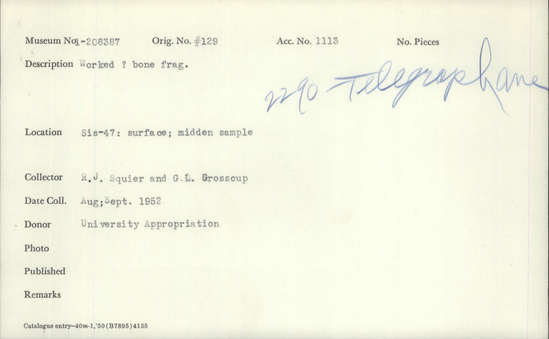 Museum No. 1-208387 Orig. No. #129 Acc. No. 1113 No. Pieces
Description Worked ? bone frag.
2290 Telegraph
Location Sis-47: surface; midden sample
Collector R.J. Squier and G.L. Grosscup
Date Coll. Aug;Sept. 1952
Donor University Appropriation
Photo
Published
Remarks
Catalogue entry—40m-1,'50(B7895)4155